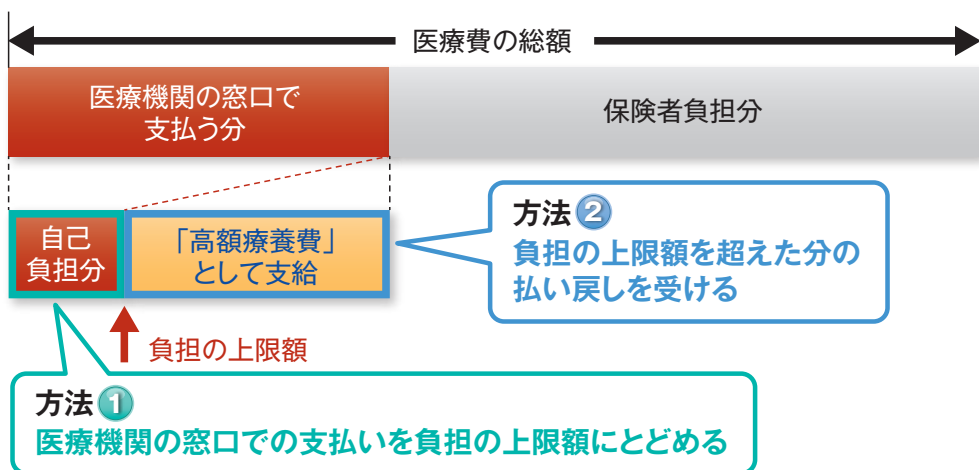 医療費の総額
医療機関の窓口で
支払う分
保険者負担分
自己
負担分
「高額療養費」
として支給
方法②
負担の上限額を超えた分の
払い戻しを受ける
負担の上限額
方法①
医療機関の窓口での支払いを負担の上限額にとどめる